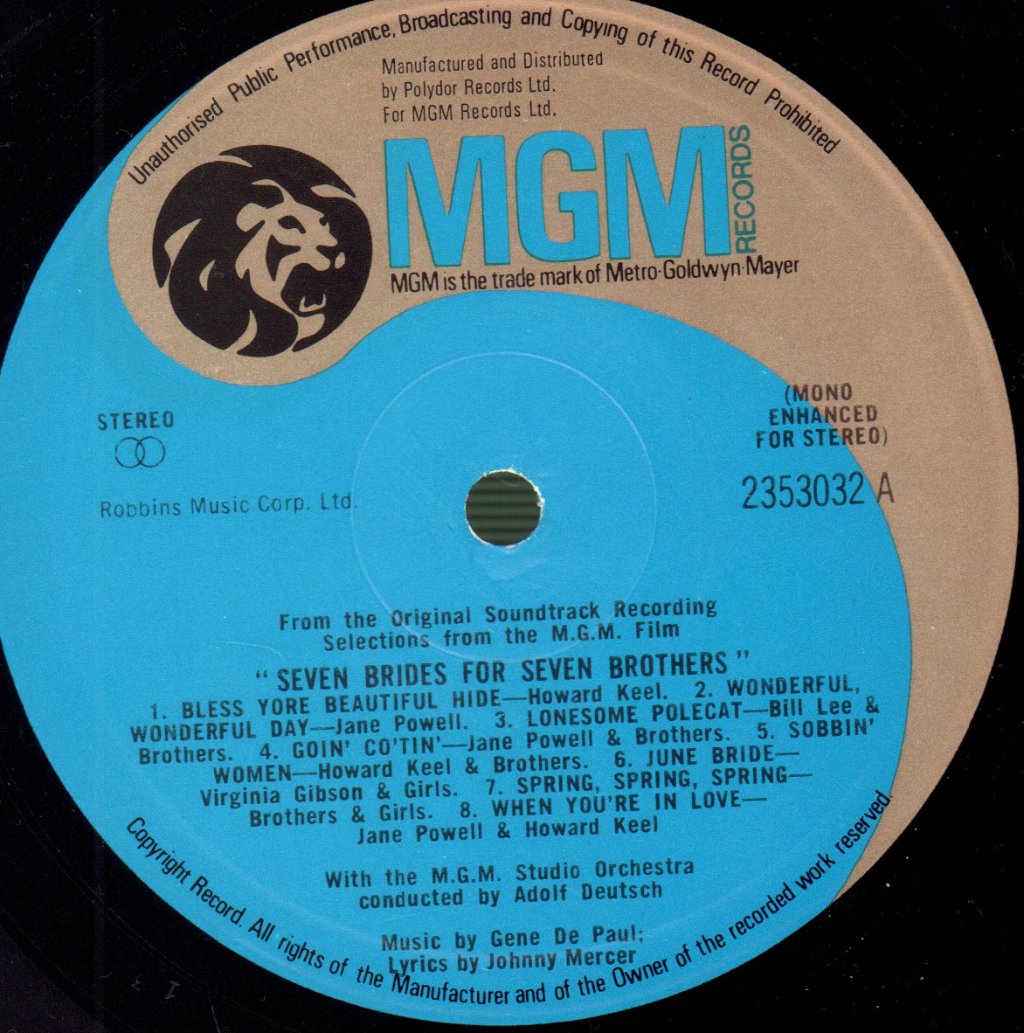 Unauthorised Public Performance, Broadcasting and Copying of this Record Prohibited
Manufactured and Distributed
by Polydor Records Ltd.
For MGM Records Ltd.
MGM
RECORDS
MGM is the trade mark of Metro-Goldwyn-Mayer
STEREO
Robbins Music Corp. Ltd.
(MONO
ENHANCED
FOR STEREO)
2353032 A
From the Original Soundtrack Recording
Selections from the M.G.M. Film
“SEVEN BRIDES FOR SEVEN BROTHERS”
1. BLESS YORE BEAUTIFUL HIDE—Howard Keel. 2. WONDERFUL,
WONDERFUL DAY—Jane Powell. 3. LONESOME POLECAT—Bill Lee &
Brothers. 4. GOIN' CO'TIN'—Jane Powell & Brothers. 5. SOBBIN'
WOMEN—Howard Keel & Brothers. 6. JUNE BRIDE—
Virginia Gibson & Girls. 7. SPRING, SPRING, SPRING—
Brothers & Girls. 8. WHEN YOU'RE IN LOVE—
Jane Powell & Howard Keel
With the M.G.M. Studio Orchestra
conducted by Adolf Deutsch
Music by Gene De Paul;
Lyrics by Johnny Mercer
Copyright Record. All rights of the Manufacturer and of the Owner of the recorded work reserved.